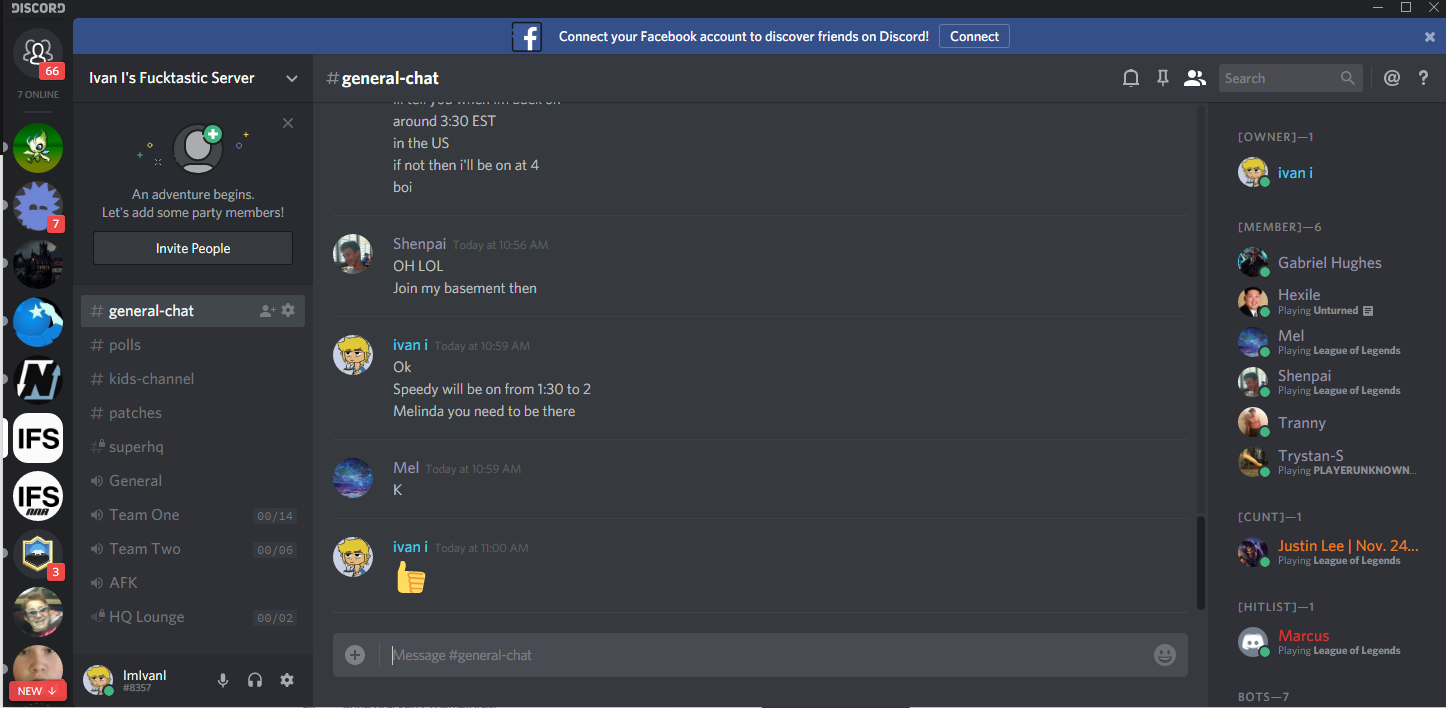 DISCORD
Connect your Facebook account to discover friends on Discord! Connect
66
7 ONLINE
7
IFS
IFS
3
NEW
Ivan I's Fucktastic Server
An adventure begins.
Let's add some party members!
Invite People
# general-chat
# polls
# kids-channel
# patches
# superhq
General
Team One 00/14
Team Two 00/06
AFK
HQ Lounge 00/02
ImIvanI
#8357
# general-chat
Search
@ ?
around 3:30 EST
in the US
if not then i'll be on at 4
boi
Shenpai Today at 10:56 AM
OH LOL
Join my basement then
ivan i Today at 10:59 AM
Ok
Speedy will be on from 1:30 to 2
Melinda you need to be there
Mel Today at 10:59 AM
K
ivan i Today at 11:00 AM
Message #general-chat
[OWNER]—1
ivan i
[MEMBER]—6
Gabriel Hughes
Hexile
Playing Unturned
Mel
Playing League of Legends
Shenpai
Playing League of Legends
Tranny
Trystan-S
Playing PLAYERUNKNOWN...
[CUNT]—1
Justin Lee | Nov. 24...
Playing League of Legends
[HITLIST]—1
Marcus
Playing League of Legends
BOTS—7